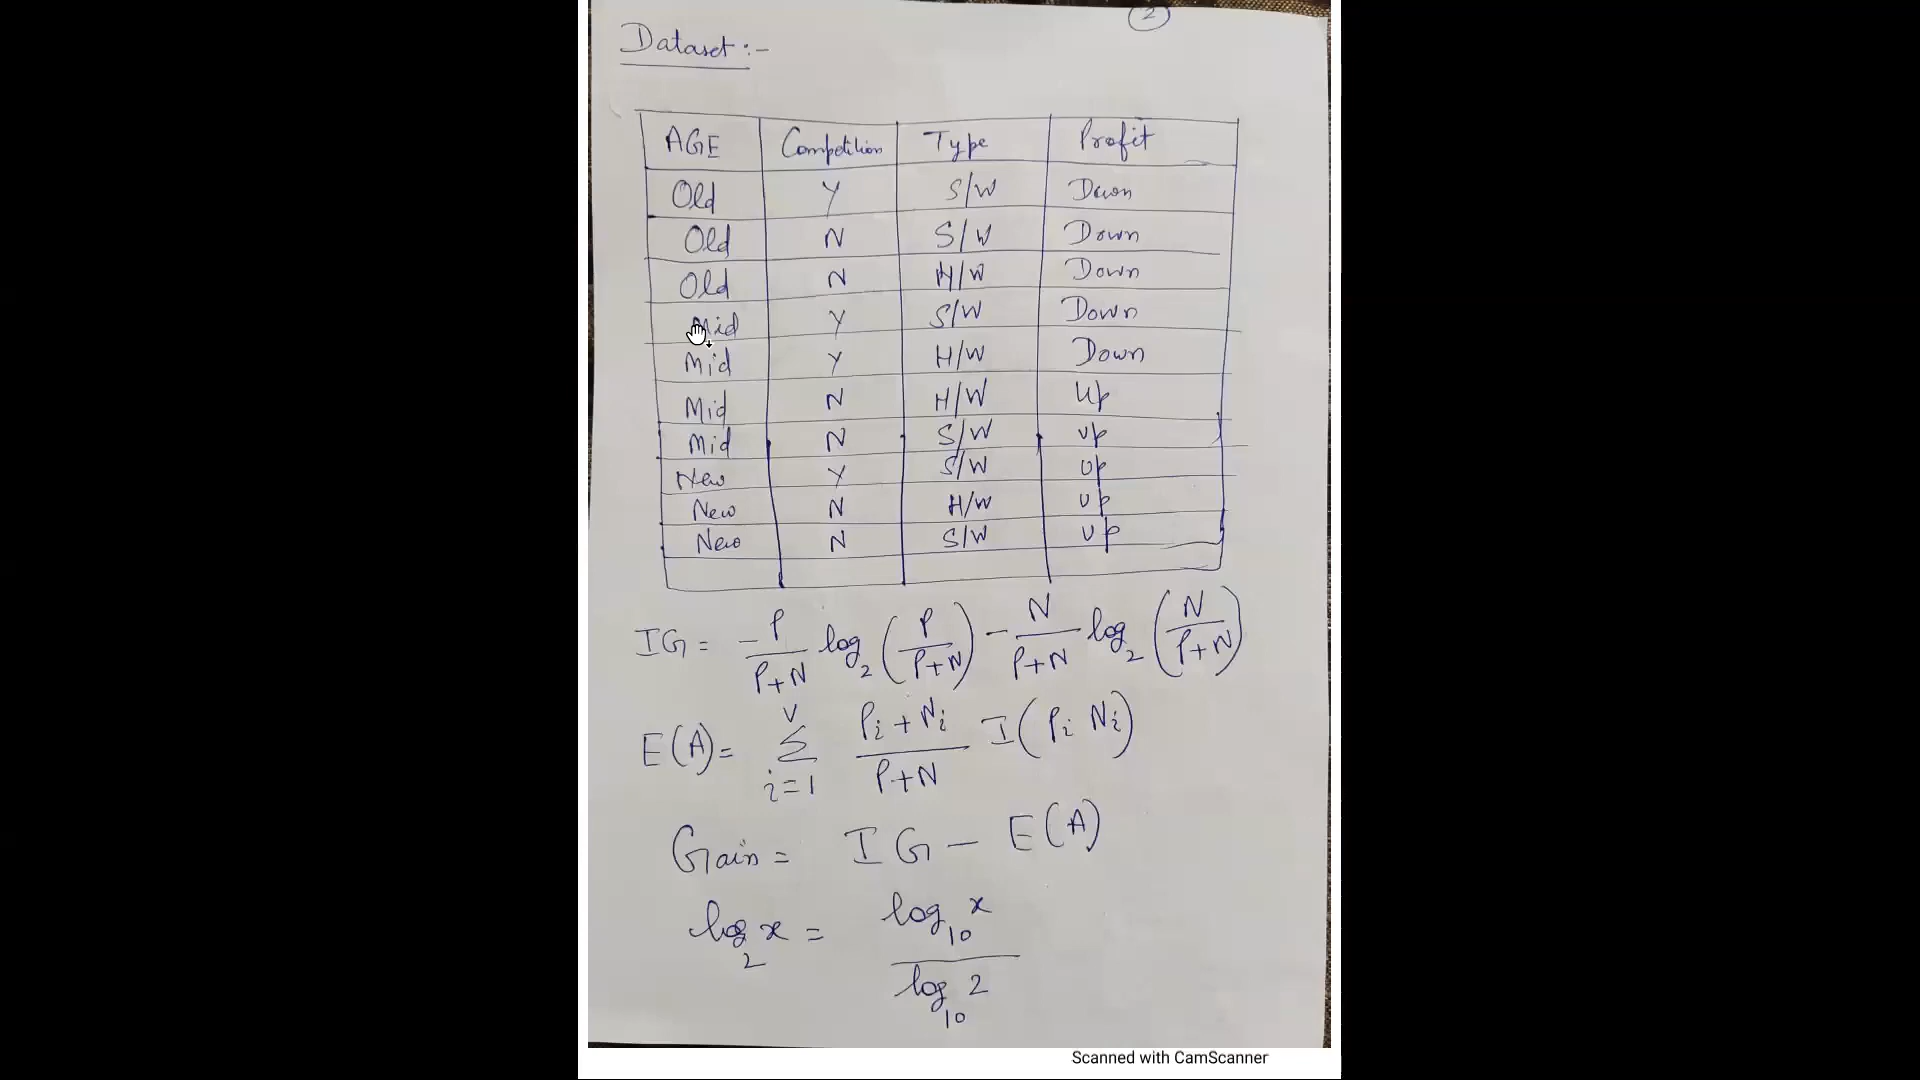 2
Dataset :-
AGE Competition Type Profit
Old Y S/W Down
Old N S/W Down
Old N H/W Down
Mid Y S/W Down
Mid Y H/W Down
Mid N H/W Up
Mid N S/W Up
New Y S/W Up
New N H/W Up
New N S/W Up
IG = -P/P+N log2 (P/P+N) - N/P+N log2 (N/P+N)
E(A) = V Σ i=1 Pi + Ni / P+N I(Pi Ni)
Gain = IG - E(A)
log2 x = log10 x / log10 2
Scanned with CamScanner